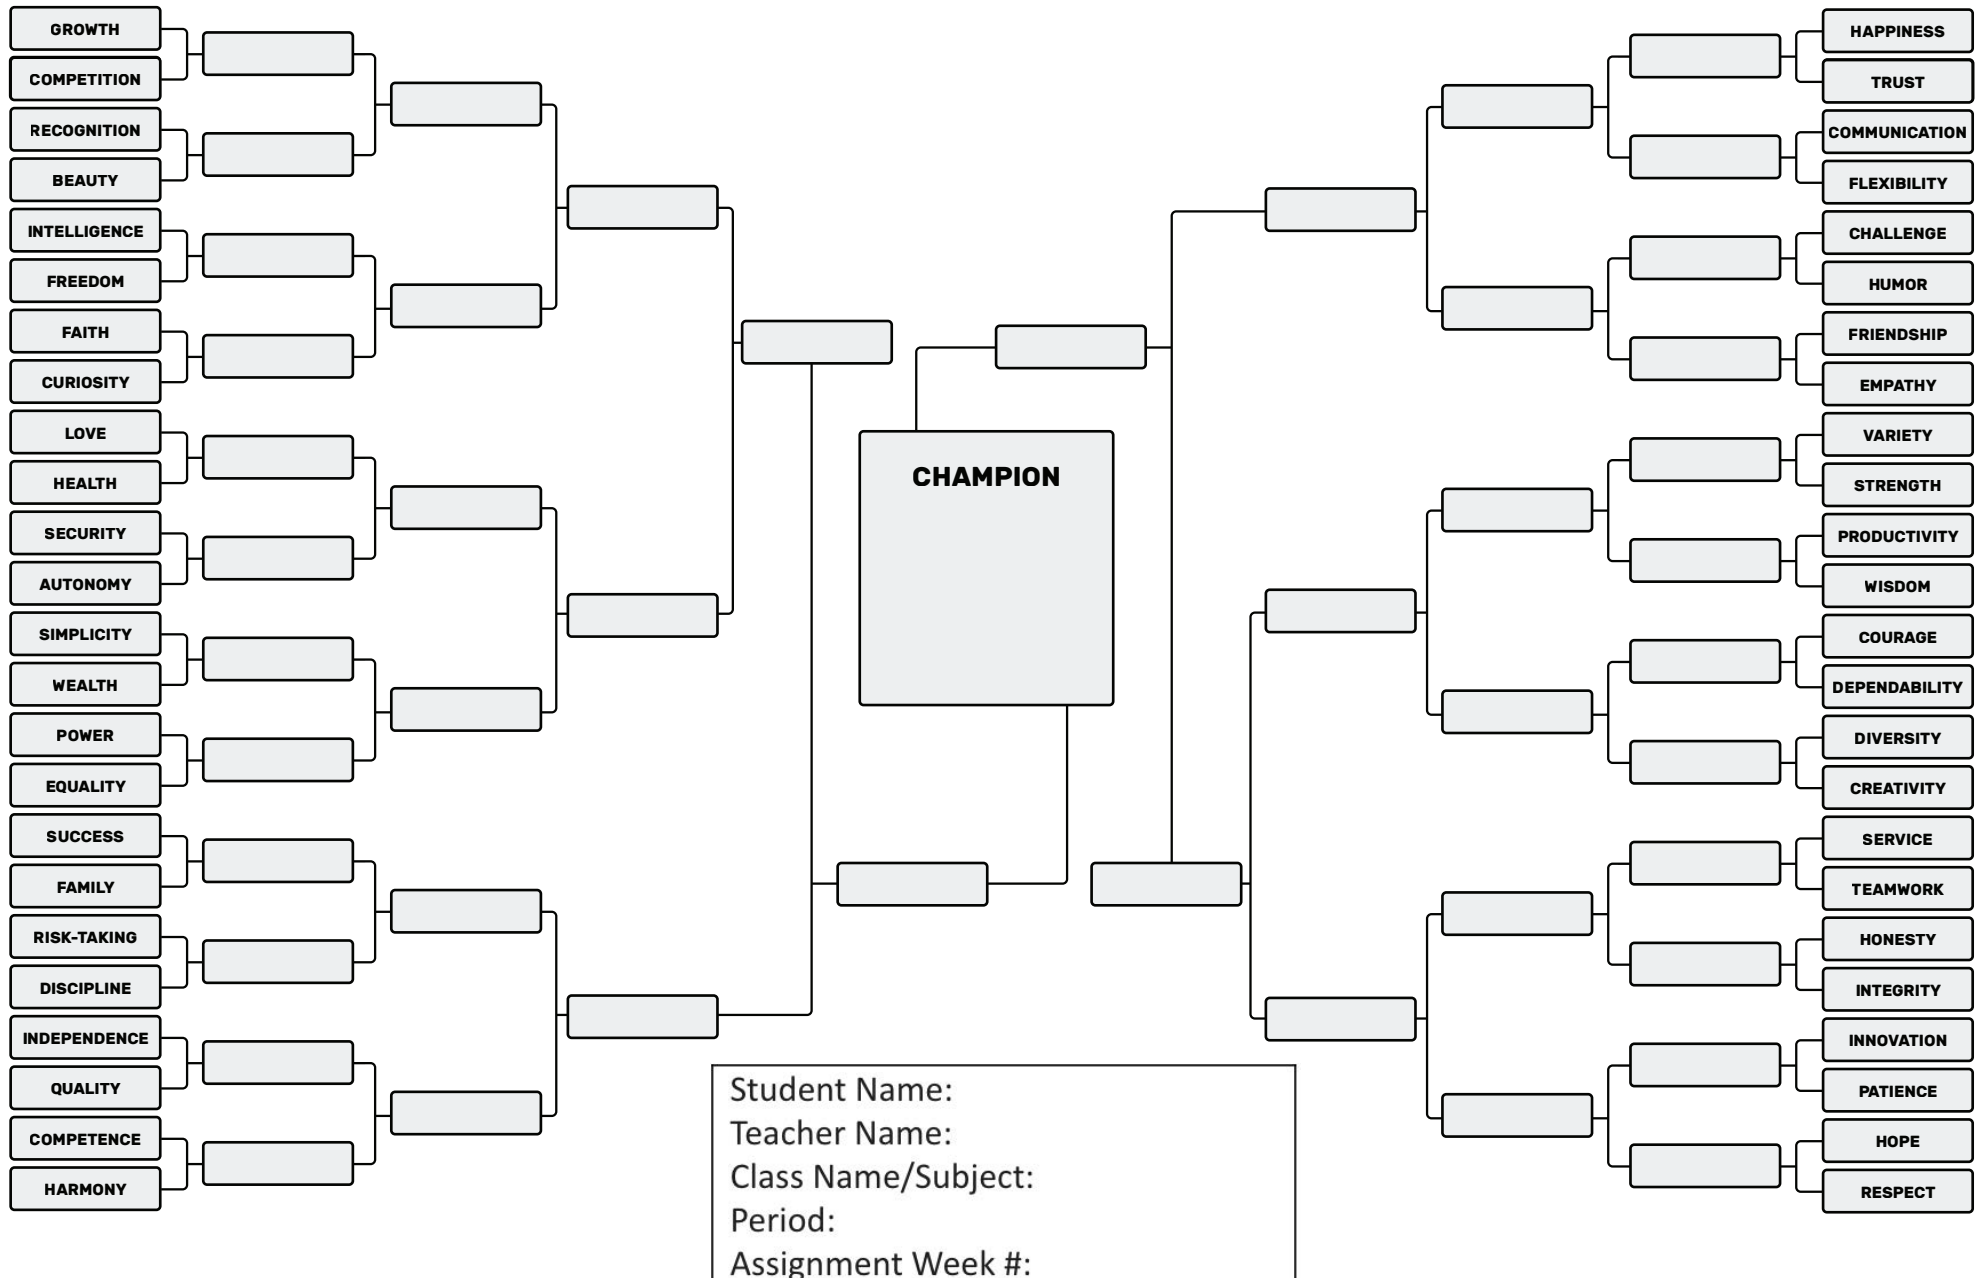 GROWTH
COMPETITION
RECOGNITION
BEAUTY
INTELLIGENCE
FREEDOM
FAITH
CURIOSITY
LOVE
HEALTH
SECURITY
AUTONOMY
SIMPLICITY
WEALTH
POWER
EQUALITY
SUCCESS
FAMILY
RISK-TAKING
DISCIPLINE
INDEPENDENCE
QUALITY
COMPETENCE
HARMONY
CHAMPION
Student Name:
Teacher Name:
Class Name/Subject:
Period:
Assignment Week #:
HAPPINESS
TRUST
COMMUNICATION
FLEXIBILITY
CHALLENGE
HUMOR
FRIENDSHIP
EMPATHY
VARIETY
STRENGTH
PRODUCTIVITY
WISDOM
COURAGE
DEPENDABILITY
DIVERSITY
CREATIVITY
SERVICE
TEAMWORK
HONESTY
INTEGRITY
INNOVATION
PATIENCE
HOPE
RESPECT